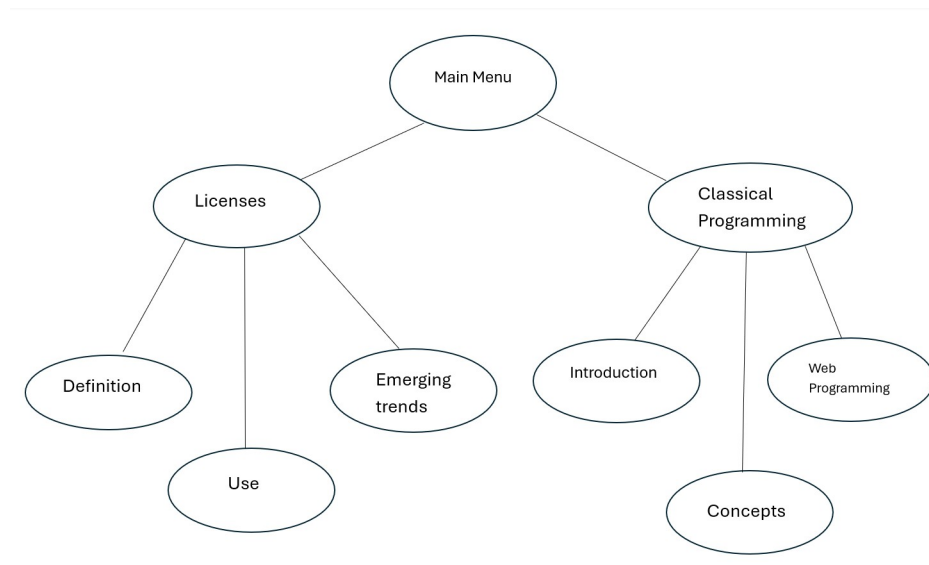 Main Menu
Licenses
Classical
Programming
Definition
Emerging
trends
Introduction
Web
Programming
Use
Concepts